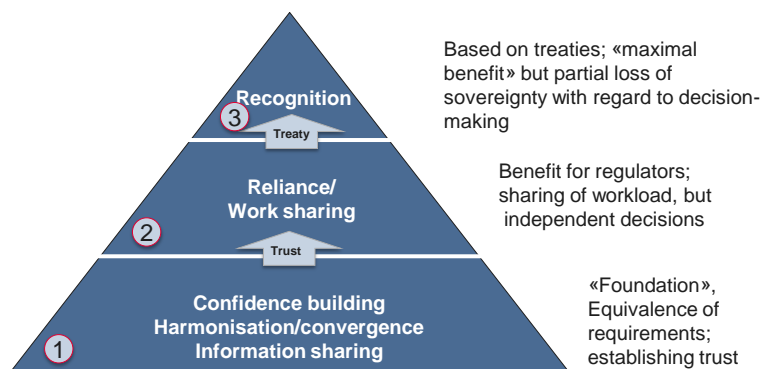 Recognition
3
Treaty
Based on treaties; «maximal
benefit» but partial loss of
sovereignty with regard to decision-
making
Reliance/
Work sharing
2
Trust
Benefit for regulators;
sharing of workload, but
independent decisions
Confidence building
Harmonisation/convergence
Information sharing
1
«Foundation»,
Equivalence of
requirements;
establishing trust